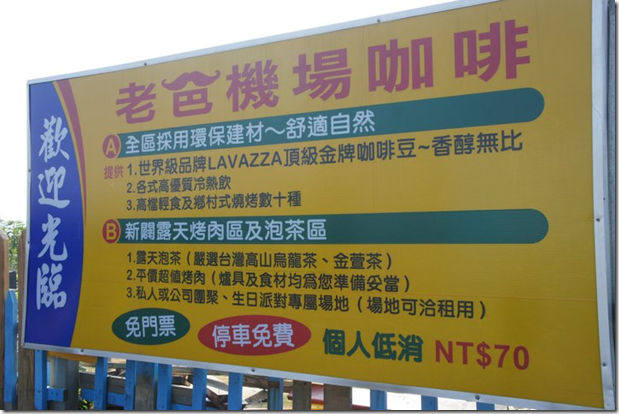 老爸機場咖啡
歡迎光臨
A 全區採用環保建材～舒適自然
提供 1.世界級品牌LAVAZZA頂級金牌咖啡豆~香醇無比
2.各式高優質冷熱飲
3.高檔輕食及鄉村式燒烤數十種
B 新闢露天烤肉區及泡茶區
1.露天泡茶（嚴選台灣高山烏龍茶、金萱茶）
2.平價超值烤肉（爐具及食材均為您準備妥當）
3.私人或公司團聚、生日派對專屬場地（場地可洽租用）
免門票 停車免費 個人低消 NT$70